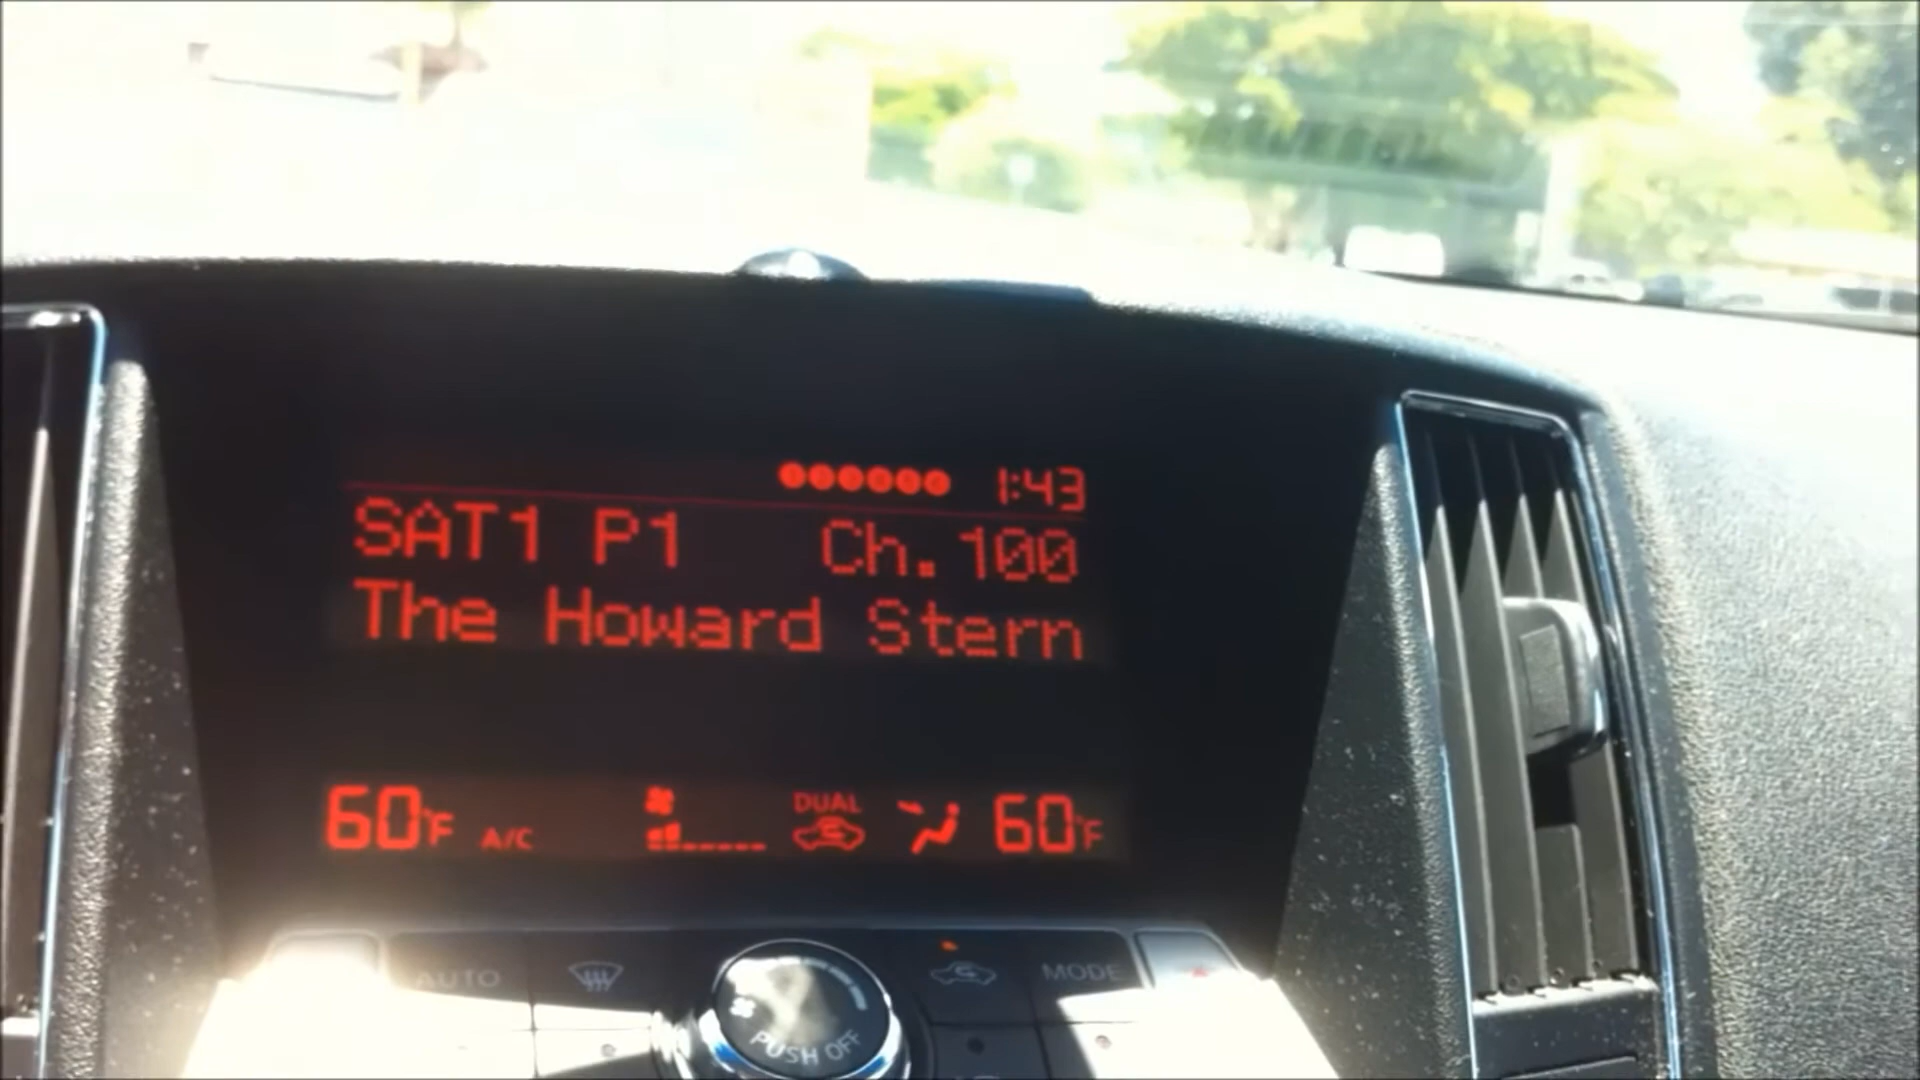 1:43
SAT1 P1 Ch.100
The Howard Stern
60°F A/C DUAL 60°F
AUTO MODE
PUSH OFF